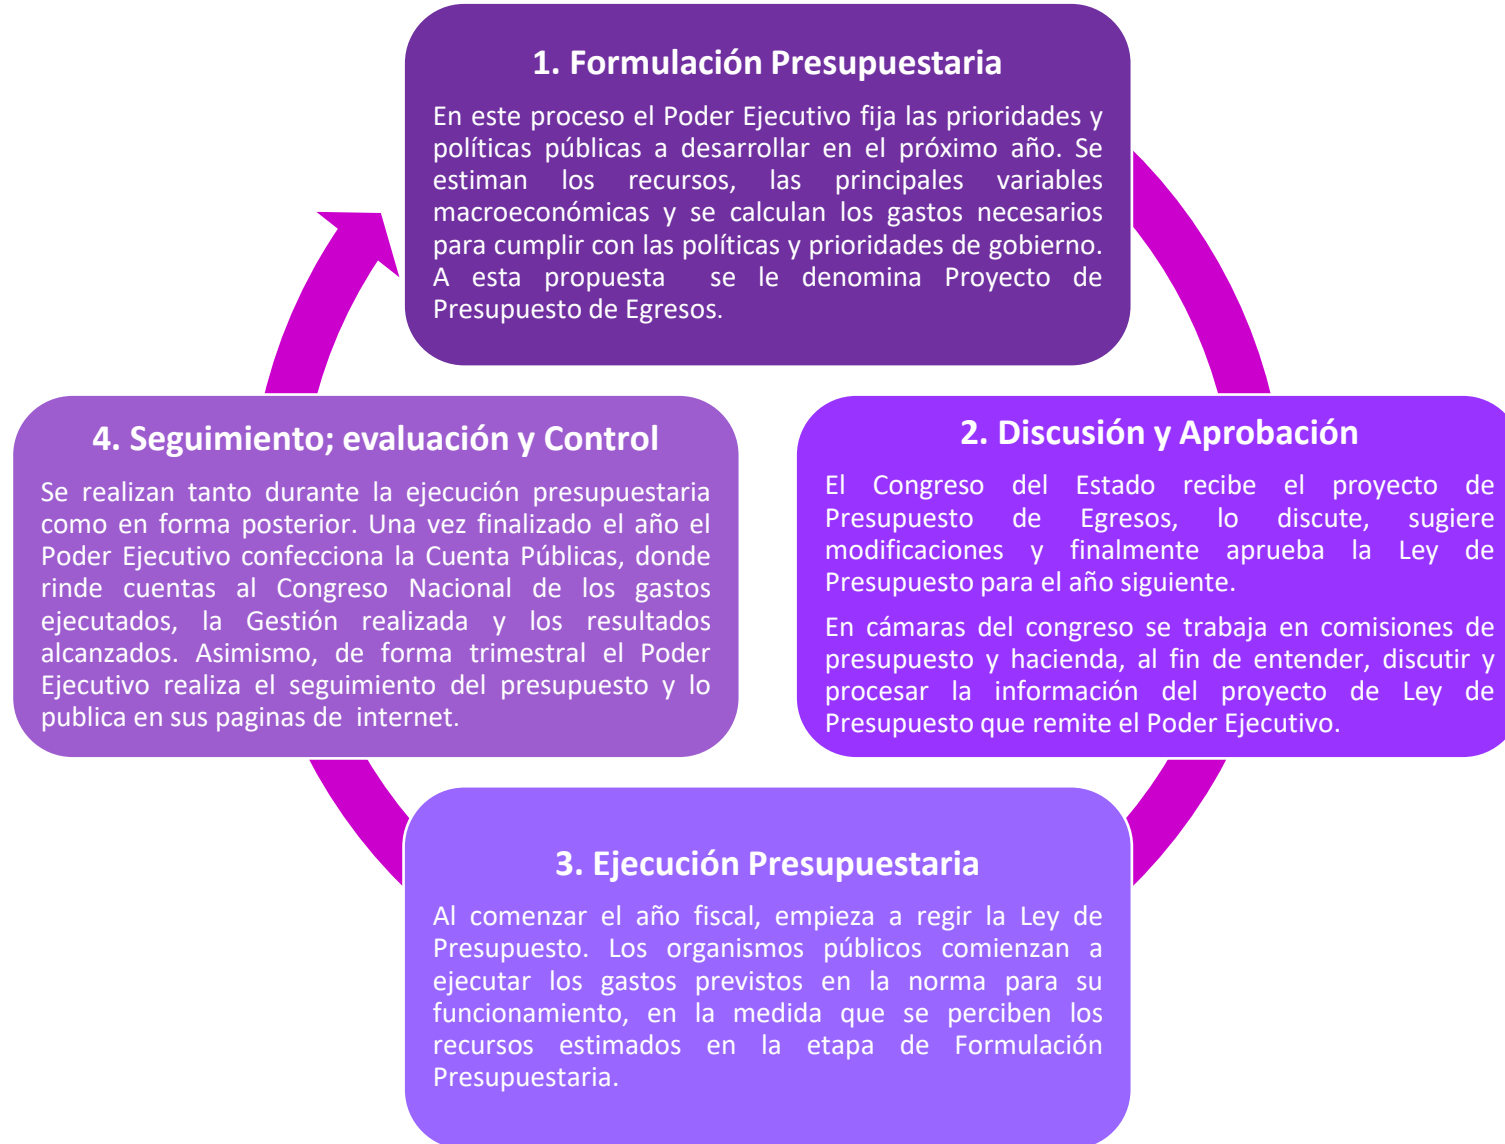 1. Formulación Presupuestaria
En este proceso el Poder Ejecutivo fija las prioridades y
políticas públicas a desarrollar en el próximo año. Se
estiman los recursos, las principales variables
macroeconómicas y se calculan los gastos necesarios
para cumplir con las políticas y prioridades de gobierno.
A esta propuesta se le denomina Proyecto de
Presupuesto de Egresos.
2. Discusión y Aprobación
El Congreso del Estado recibe el proyecto de
Presupuesto de Egresos, lo discute, sugiere
modificaciones y finalmente aprueba la Ley de
Presupuesto para el año siguiente.
En cámaras del congreso se trabaja en comisiones de
presupuesto y hacienda, al fin de entender, discutir y
procesar la información del proyecto de Ley de
Presupuesto que remite el Poder Ejecutivo.
3. Ejecución Presupuestaria
Al comenzar el año fiscal, empieza a regir la Ley de
Presupuesto. Los organismos públicos comienzan a
ejecutar los gastos previstos en la norma para su
funcionamiento, en la medida que se perciben los
recursos estimados en la etapa de Formulación
Presupuestaria.
4. Seguimiento; evaluación y Control
Se realizan tanto durante la ejecución presupuestaria
como en forma posterior. Una vez finalizado el año el
Poder Ejecutivo confecciona la Cuenta Públicas, donde
rinde cuentas al Congreso Nacional de los gastos
ejecutados, la Gestión realizada y los resultados
alcanzados. Asimismo, de forma trimestral el Poder
Ejecutivo realiza el seguimiento del presupuesto y lo
publica en sus paginas de internet.